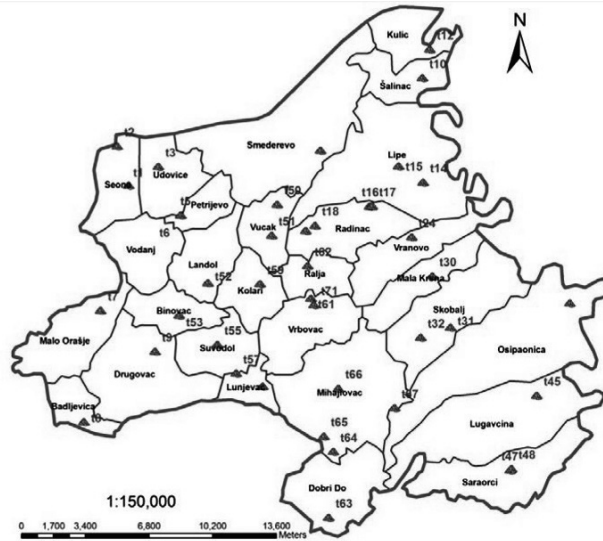 N
Kulic
t12
t10
Šalinac
t2
Smederevo
t3
Lipe
t15
t14
t1
Udovice
Seone
t50
t5
Petrijevo
t16t17
t18
t51
Vucak
Radinac
t24
t6
Vranovo
Vodanj
t62
Landol
t59
Ralja
t30
Mala Krsna
t52
Kolari
t71
t7
t61
Binovac
Skobalj
t53
t32
t31
Vrbovac
t55
Malo Orašje
t9
Suvodol
Osipaonica
t57
Drugovac
t66
Lunjevac
Mihajlovac
t45
Badljevica
t8
Lugavcina
t65
t64
t47t48
Saraorci
Dobri Do
1:150,000
t63
0 1,700 3,400 6,800 10,200 13,600
Meters